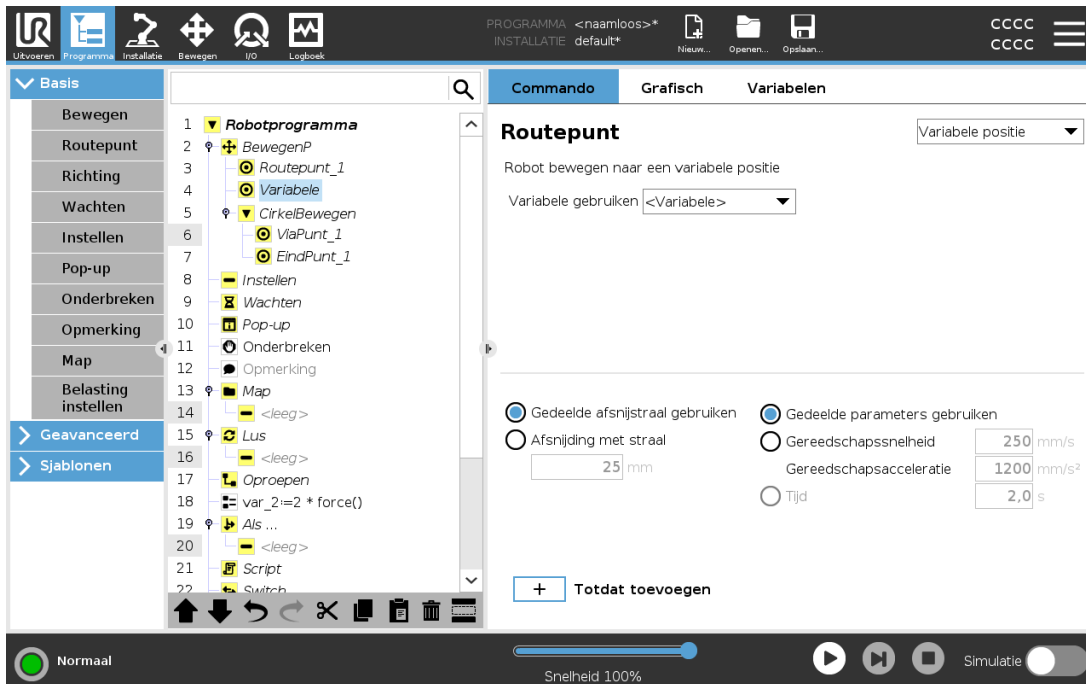 PROGRAMMA <naamloos>*
INSTALLATIE default*
CCCC
CCCC
Uitvoeren Programma Installatie Bewegen I/O Logboek
Nieuw... Openen... Opslaan...
Basis
Bewegen
Routepunt
Richting
Wachten
Instellen
Pop-up
Onderbreken
Opmerking
Map
Belasting
instellen
Geavanceerd
Sjablonen
1 Robotprogramma
2 BewegenP
3 Routepunt_1
4 Variabele
5 CirkelBewegen
6 ViaPunt_1
7 EindPunt_1
8 Instellen
9 Wachten
10 Pop-up
11 Onderbreken
12 Opmerking
13 Map
14 <leeg>
15 Lus
16 <leeg>
17 Oproepen
18 var_2:=2 * force()
19 Als ...
20 <leeg>
21 Script
22 Switch
Commando Grafisch Variabelen
Routepunt
Variabele positie
Robot bewegen naar een variabele positie
Variabele gebruiken <Variabele>
Gedeelde afsnijstraal gebruiken
Afsnijding met straal
25 mm
Gedeelde parameters gebruiken
Gereedschapssnelheid 250 mm/s
Gereedschapsacceleratie 1200 mm/s²
Tijd 2,0 s
+ Totdat toevoegen
Normaal
Snelheid 100%
Simulatie